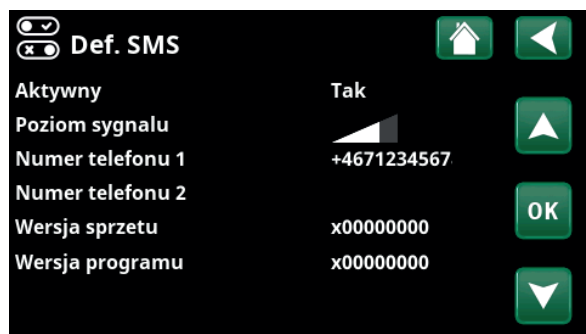 Def. SMS
Aktywny Tak
Poziom sygnalu
Numer telefonu 1 +4671234567
Numer telefonu 2
OK
Wersja sprzetu x00000000
Wersja programu x00000000